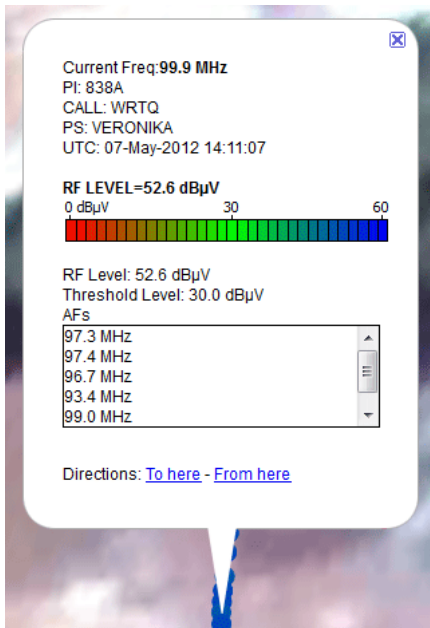 Current Freq:99.9 MHz
PI: 838A
CALL: WRTQ
PS: VERONIKA
UTC: 07-May-2012 14:11:07
RF LEVEL=52.6 dBµV
0 dBµV 30 60
RF Level: 52.6 dBµV
Threshold Level: 30.0 dBµV
AFs
97.3 MHz
97.4 MHz
96.7 MHz
93.4 MHz
99.0 MHz
Directions: To here - From here